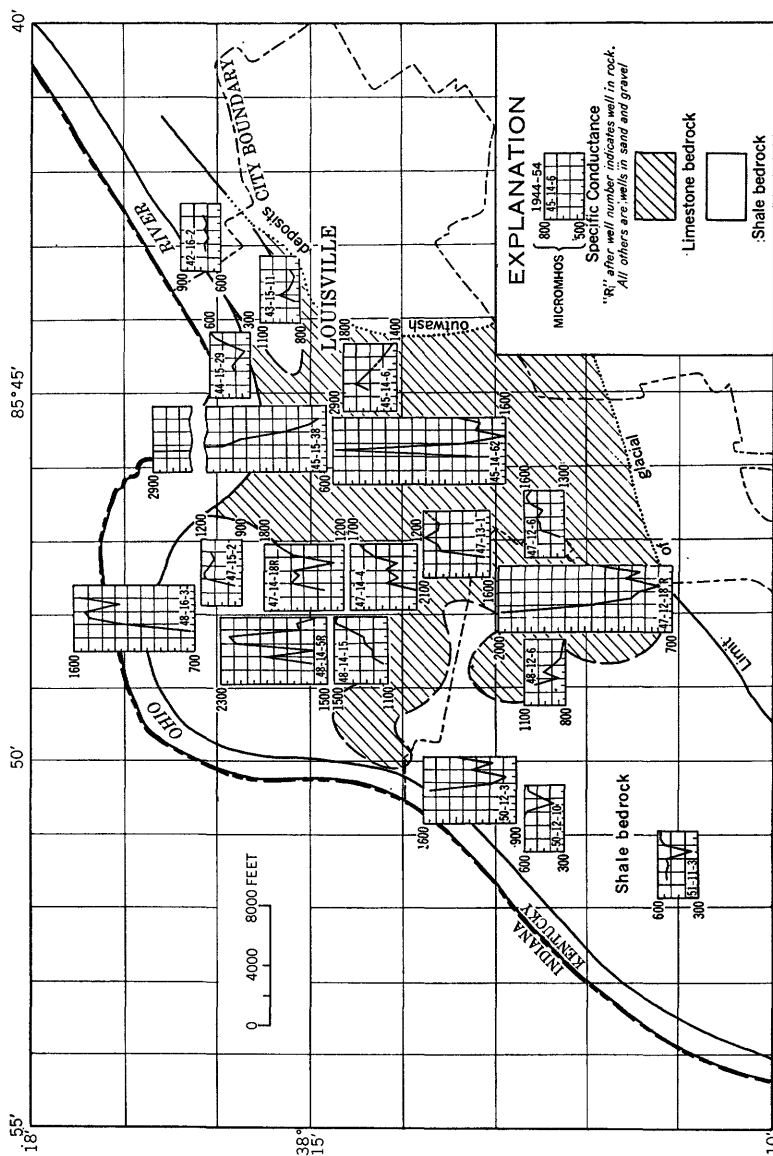 55'
50'
85° 45'
40'
18'
38° 15'
10'
RIVER
OHIO
INDIANA
KENTUCKY
CITY BOUNDARY
LOUISVILLE
Limit
of
glacial
outwash
deposits
0 4000 8000 FEET
Shale bedrock
1600
48-16-3
700
1200
47-15-2
900
2900
45-15-38
600
600
44-15-29
300
900
42-16-2
600
1100
43-15-11
800
1800
47-14-18R
1200
2300
48-14-5R
1500
1700
47-14-4
1200
1500
48-14-15
1100
2900
45-14-62
1600
1800
45-14-6
1400
2100
47-13-1
1600
1600
47-12-6
1300
2000
47-12-18 R
700
1100
48-12-6
800
1600
50-12-3
900
600
50-12-10
300
600
51-11-3
300
EXPLANATION
1944-54
MICROMHOS
800
45-14-6
500
Specific Conductance
"R" after well number indicates well in rock.
All others are wells in sand and gravel
Limestone bedrock
Shale bedrock